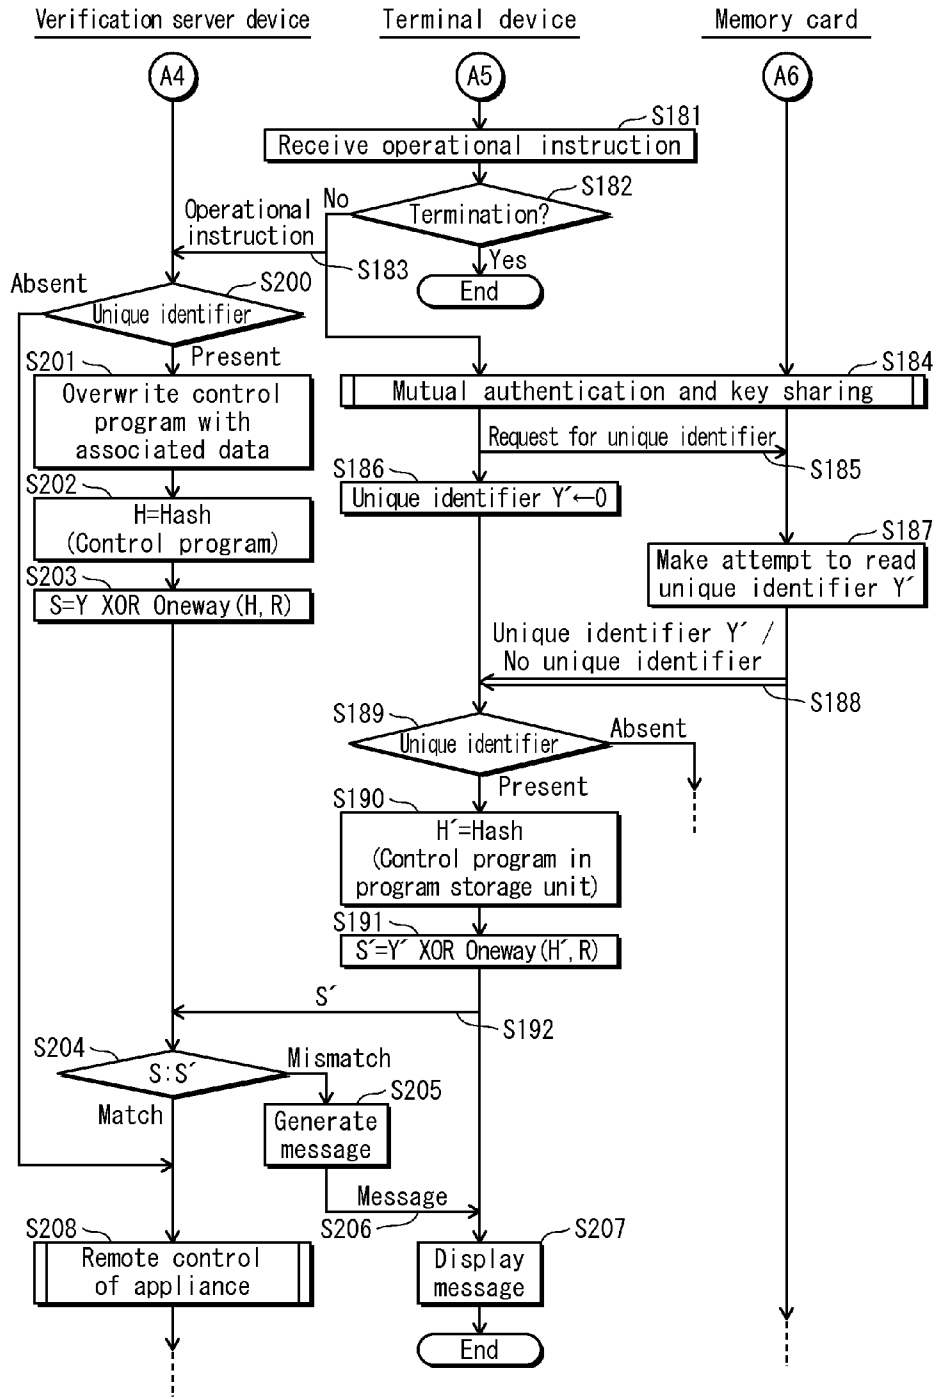 Verification server device
Terminal device
Memory card
A4
A5
A6
S181
Receive operational instruction
S182
Termination?
No
Yes
End
Operational
instruction
S183
S200
Absent
Unique identifier
Present
S201
Overwrite control
program with
associated data
S184
Mutual authentication and key sharing
Request for unique identifier
S185
S186
Unique identifier Y´←0
S202
H=Hash
(Control program)
S187
Make attempt to read
unique identifier Y´
S203
S=Y XOR Oneway(H,R)
Unique identifier Y´ /
No unique identifier
S188
S189
Unique identifier
Absent
Present
S190
H´=Hash
(Control program in
program storage unit)
S191
S´=Y´ XOR Oneway(H´,R)
S´
S192
S204
S:S´
Mismatch
Match
S205
Generate
message
Message
S206
S207
Display
message
S208
Remote control
of appliance
End